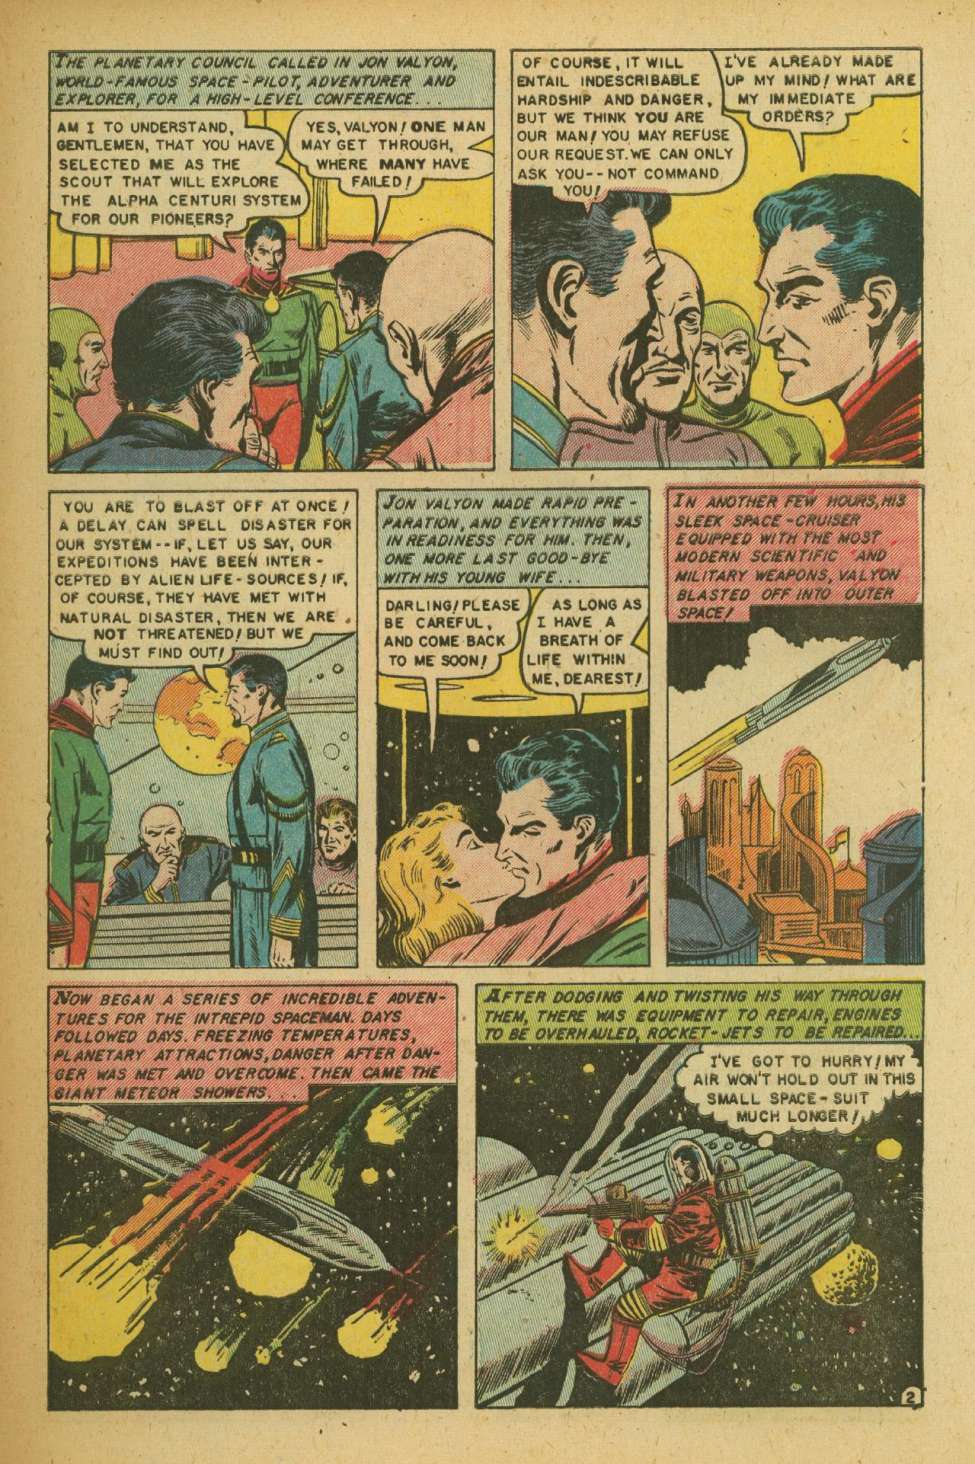 THE PLANETARY COUNCIL CALLED IN JON VALYON,
WORLD-FAMOUS SPACE-PILOT, ADVENTURER AND
EXPLORER, FOR A HIGH-LEVEL CONFERENCE...
AM I TO UNDERSTAND,
GENTLEMEN, THAT YOU HAVE
SELECTED ME AS THE
SCOUT THAT WILL EXPLORE
THE ALPHA CENTURI SYSTEM
FOR OUR PIONEERS?
YES, VALYON! ONE MAN
MAY GET THROUGH,
WHERE MANY HAVE
FAILED!
OF COURSE, IT WILL
ENTAIL INDESCRIBABLE
HARDSHIP AND DANGER,
BUT WE THINK YOU ARE
OUR MAN! YOU MAY REFUSE
OUR REQUEST. WE CAN ONLY
ASK YOU--NOT COMMAND
YOU!
I'VE ALREADY MADE
UP MY MIND! WHAT ARE
MY IMMEDIATE
ORDERS?
YOU ARE TO BLAST OFF AT ONCE!
A DELAY CAN SPELL DISASTER FOR
OUR SYSTEM--IF, LET US SAY, OUR
EXPEDITIONS HAVE BEEN INTER-
CEPTED BY ALIEN LIFE-SOURCES! IF,
OF COURSE, THEY HAVE MET WITH
NATURAL DISASTER, THEN WE ARE
NOT THREATENED! BUT WE
MUST FIND OUT!
JON VALYON MADE RAPID PRE-
PARATION, AND EVERYTHING WAS
IN READINESS FOR HIM. THEN,
ONE MORE LAST GOOD-BYE
WITH HIS YOUNG WIFE...
DARLING! PLEASE
BE CAREFUL,
AND COME BACK
TO ME SOON!
AS LONG AS
I HAVE A
BREATH OF
LIFE WITHIN
ME, DEAREST!
IN ANOTHER FEW HOURS, HIS
SLEEK SPACE-CRUISER
EQUIPPED WITH THE MOST
MODERN SCIENTIFIC AND
MILITARY WEAPONS, VALYON
BLASTED OFF INTO OUTER
SPACE!
NOW BEGAN A SERIES OF INCREDIBLE ADVEN-
TURES FOR THE INTREPID SPACEMAN. DAYS
FOLLOWED DAYS. FREEZING TEMPERATURES,
PLANETARY ATTRACTIONS, DANGER AFTER DAN-
GER WAS MET AND OVERCOME. THEN CAME THE
GIANT METEOR SHOWERS...
AFTER DODGING AND TWISTING HIS WAY THROUGH
THEM, THERE WAS EQUIPMENT TO REPAIR, ENGINES
TO BE OVERHAULED, ROCKET-JETS TO BE REPAIRED...
I'VE GOT TO HURRY! MY
AIR WON'T HOLD OUT IN THIS
SMALL SPACE-SUIT
MUCH LONGER!
2